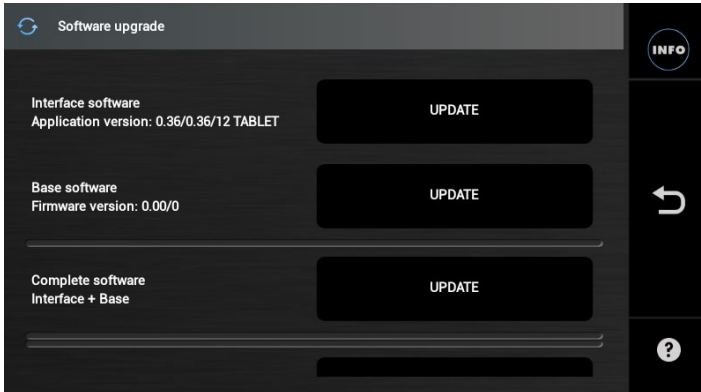 Software upgrade
INFO
Interface software
Application version: 0.36/0.36/12 TABLET
UPDATE
Base software
Firmware version: 0.00/0
UPDATE
Complete software
Interface + Base
UPDATE
?